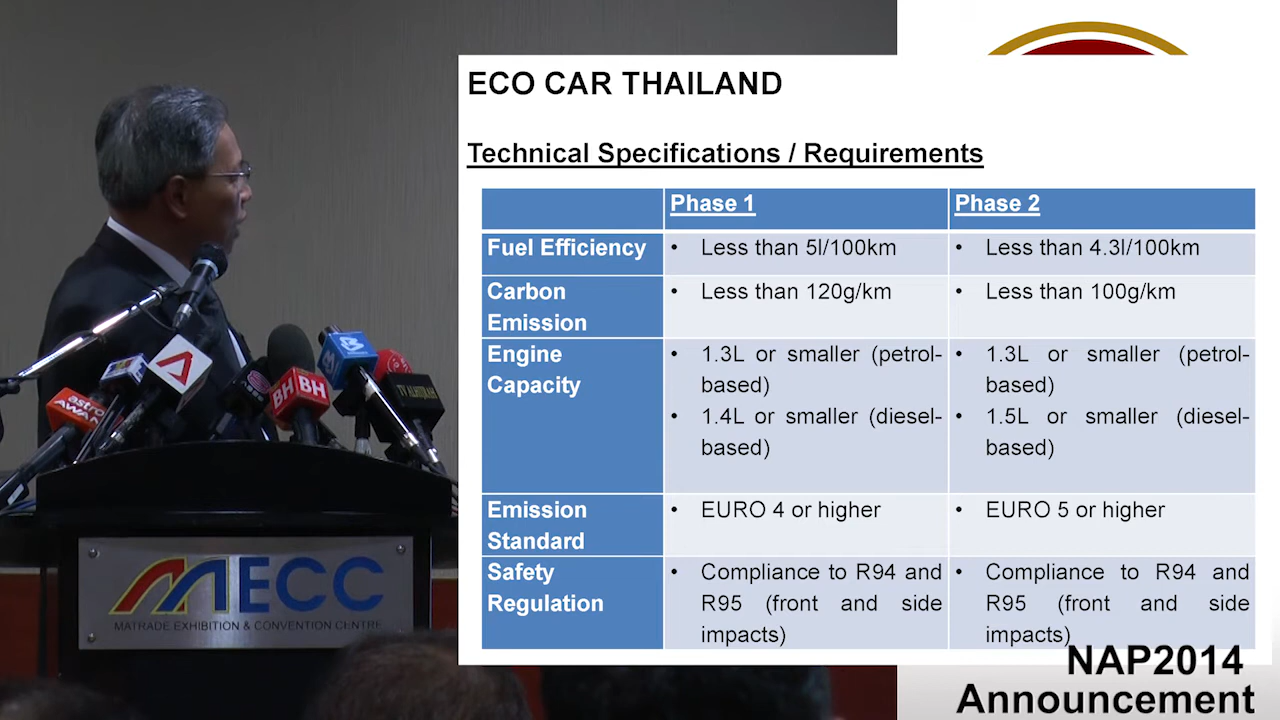 ECO CAR THAILAND
Technical Specifications / Requirements
Phase 1
Phase 2
Fuel Efficiency
• Less than 5l/100km
• Less than 4.3l/100km
Carbon
Emission
• Less than 120g/km
• Less than 100g/km
Engine
Capacity
• 1.3L or smaller (petrol-
based)
• 1.4L or smaller (diesel-
based)
• 1.3L or smaller (petrol-
based)
• 1.5L or smaller (diesel-
based)
Emission
Standard
• EURO 4 or higher
• EURO 5 or higher
Safety
Regulation
• Compliance to R94 and
R95 (front and side
impacts)
• Compliance to R94 and
R95 (front and side
impacts)
NAP2014
Announcement
astro
AWANI
BH BH
TV ALHIJRAH
MECC
MATRADE EXHIBITION & CONVENTION CENTRE